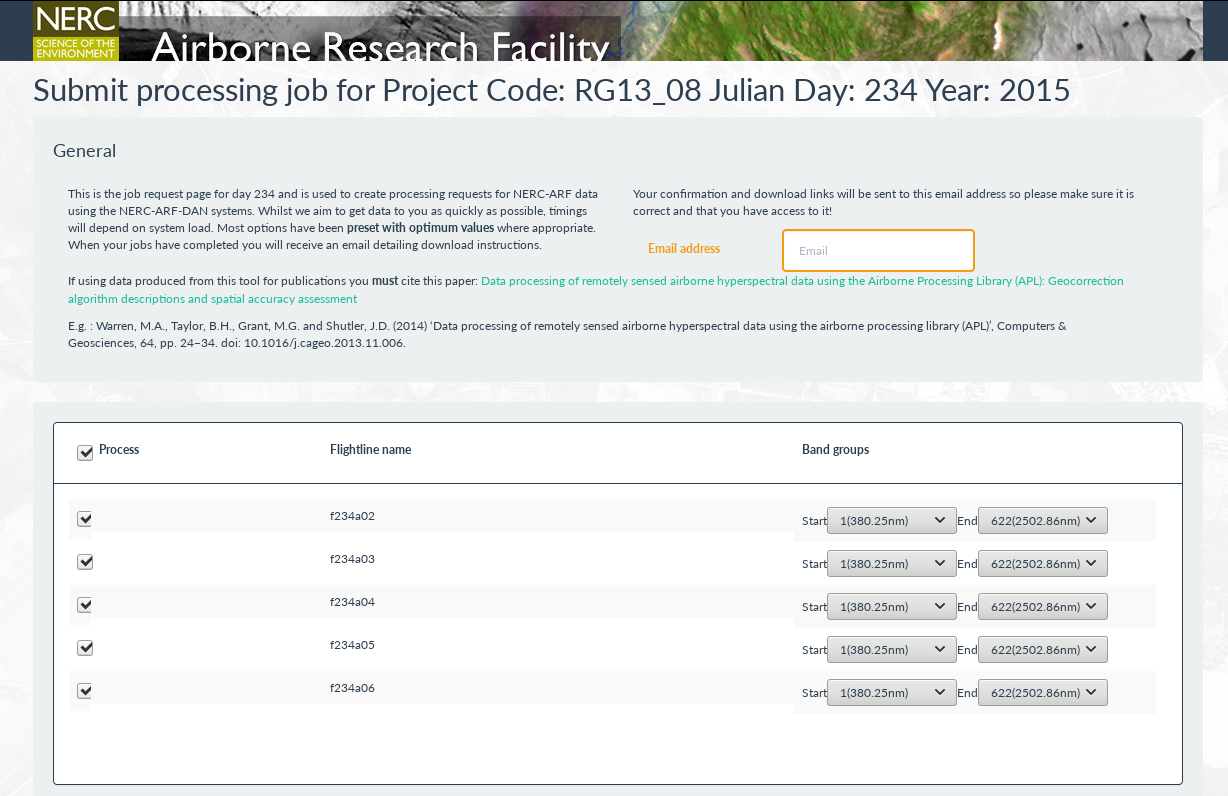 NERC
SCIENCE OF THE
ENVIRONMENT
Airborne Research Facility
Submit processing job for Project Code: RG13_08 Julian Day: 234 Year: 2015
General
This is the job request page for day 234 and is used to create processing requests for NERC-ARF data
using the NERC-ARF-DAN systems. Whilst we aim to get data to you as quickly as possible, timings
will depend on system load. Most options have been preset with optimum values where appropriate.
When your jobs have completed you will receive an email detailing download instructions.
Your confirmation and download links will be sent to this email address so please make sure it is
correct and that you have access to it!
Email address
Email
If using data produced from this tool for publications you must cite this paper: Data processing of remotely sensed airborne hyperspectral data using the Airborne Processing Library (APL): Geocorrection
algorithm descriptions and spatial accuracy assessment
E.g. : Warren, M.A., Taylor, B.H., Grant, M.G. and Shutler, J.D. (2014) ‘Data processing of remotely sensed airborne hyperspectral data using the airborne processing library (APL)’, Computers &
Geosciences, 64, pp. 24–34. doi: 10.1016/j.cageo.2013.11.006.
Process Flightline name Band groups
f234a02 Start 1(380.25nm) End 622(2502.86nm)
f234a03 Start 1(380.25nm) End 622(2502.86nm)
f234a04 Start 1(380.25nm) End 622(2502.86nm)
f234a05 Start 1(380.25nm) End 622(2502.86nm)
f234a06 Start 1(380.25nm) End 622(2502.86nm)